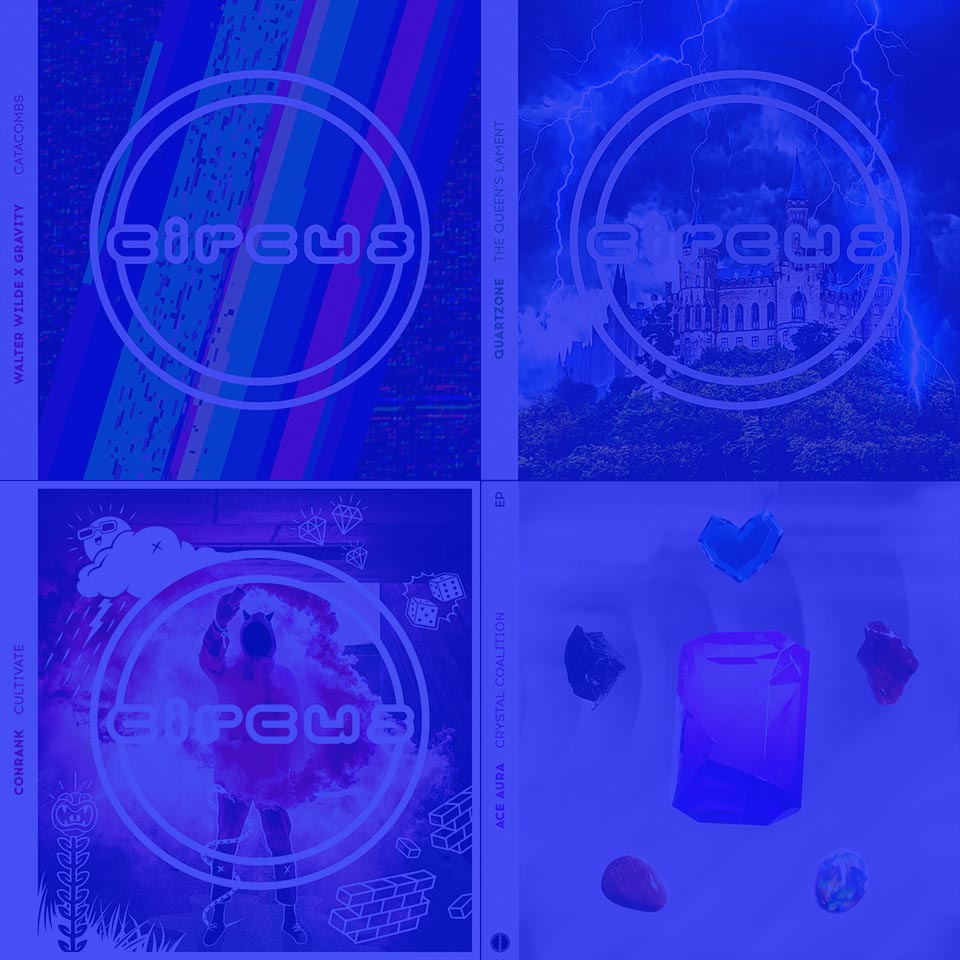 WALTER WILDE X GRAVITY CATACOMBS
circus
QUARTZONE THE QUEEN'S LAMENT
circus
CONRANK CULTIVATE
circus
ACE AURA CRYSTAL COALITION EP